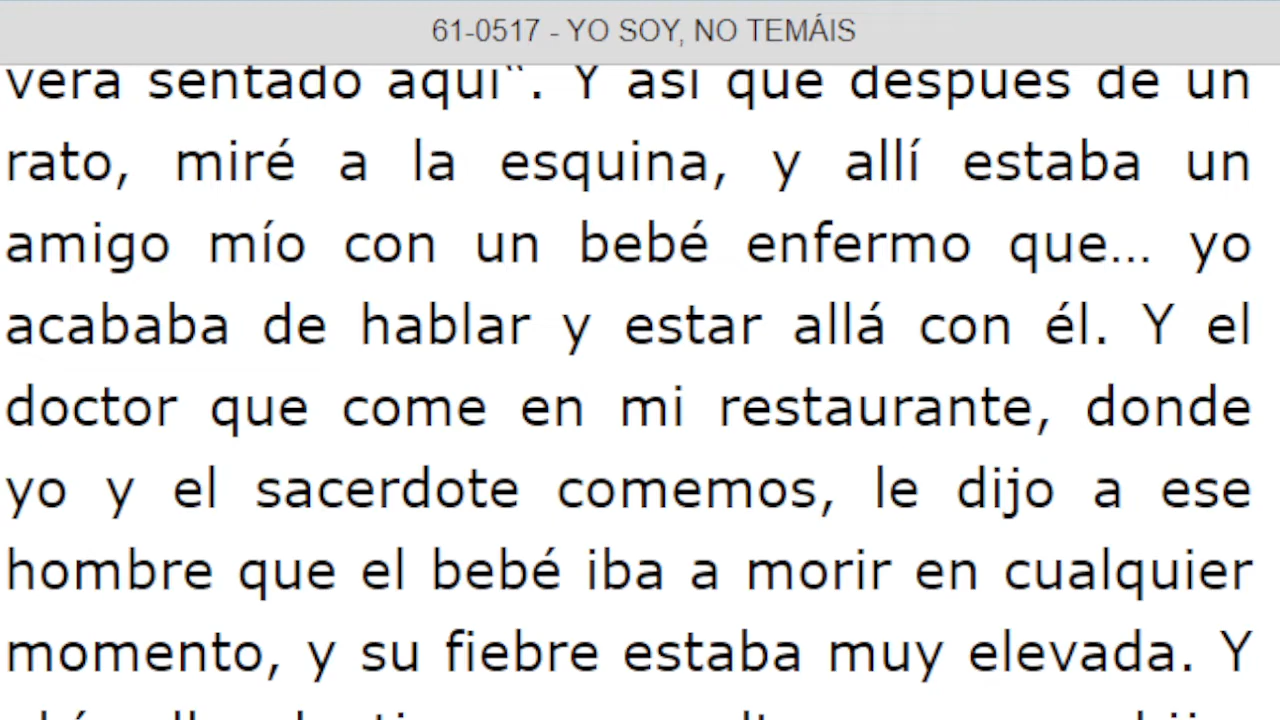 61-0517 - YO SOY, NO TEMÁIS
verá sentado aquí“. Y así que después de un
rato, miré a la esquina, y allí estaba un
amigo mío con un bebé enfermo que... yo
acababa de hablar y estar allá con él. Y el
doctor que come en mi restaurante, donde
yo y el sacerdote comemos, le dijo a ese
hombre que el bebé iba a morir en cualquier
momento, y su fiebre estaba muy elevada. Y